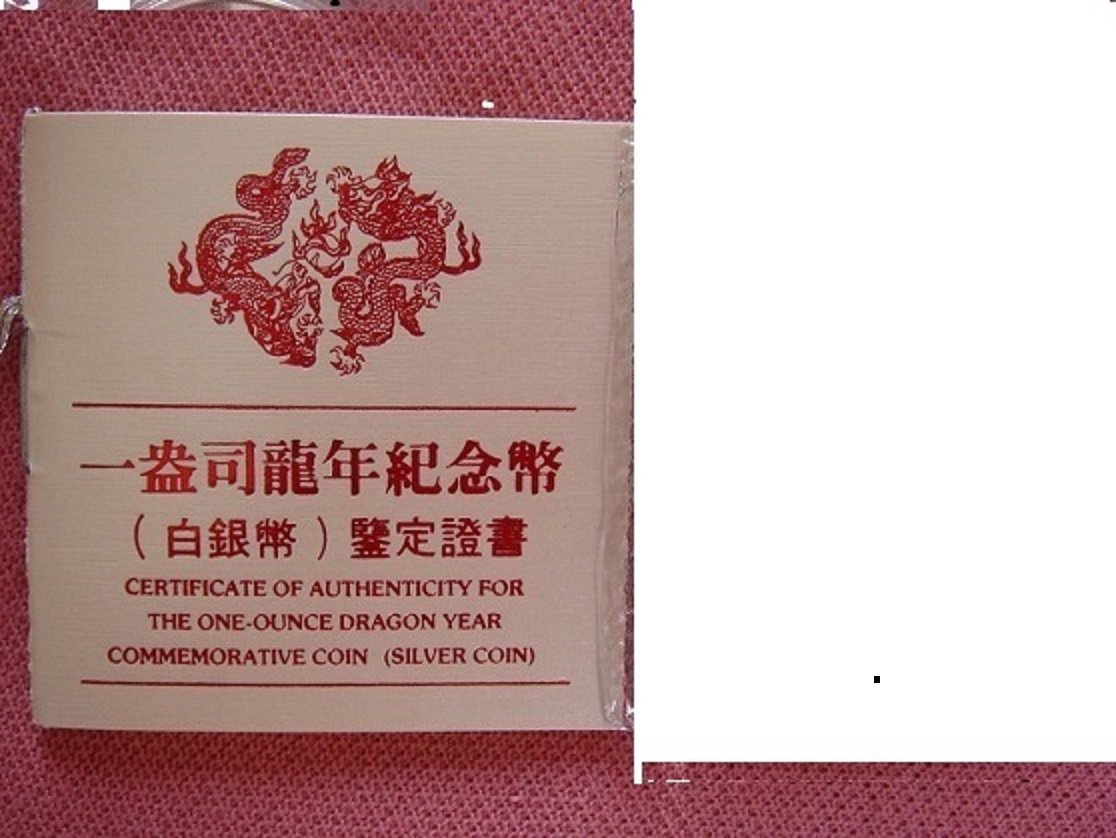 一盎司龍年紀念幣
（白銀幣）鑒定證書
CERTIFICATE OF AUTHENTICITY FOR
THE ONE-OUNCE DRAGON YEAR
COMMEMORATIVE COIN (SILVER COIN)